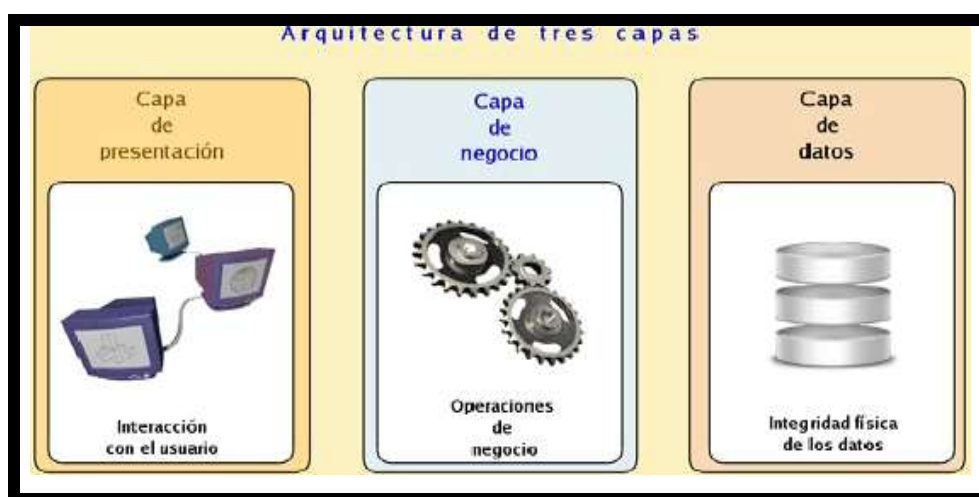 Arquitectura de tres capas
Capa
de
presentación
Interacción
con el usuario
Capa
de
negocio
Operaciones
de
negocio
Capa
de
datos
Integridad física
de los datos